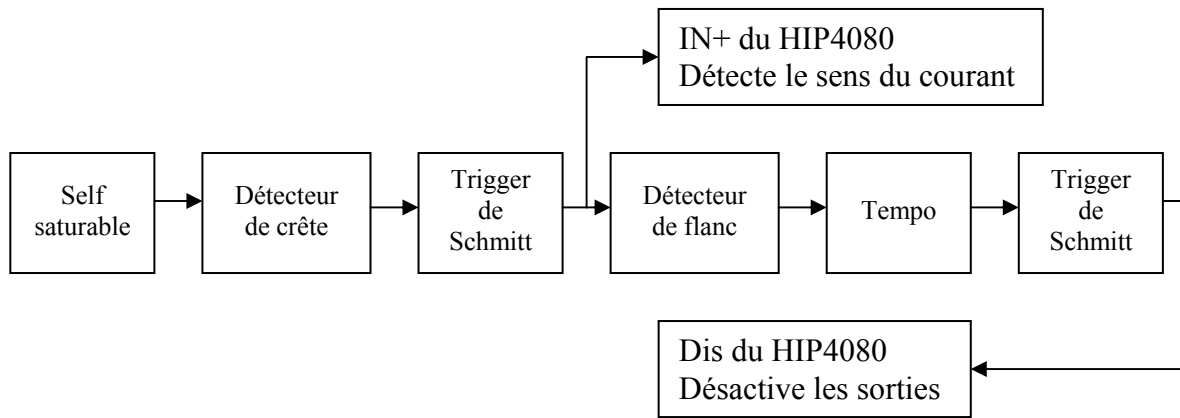 IN+ du HIP4080
Détecte le sens du courant
Self
saturable
Détecteur
de crête
Trigger
de
Schmitt
Détecteur
de flanc
Tempo
Trigger
de
Schmitt
Dis du HIP4080
Désactive les sorties